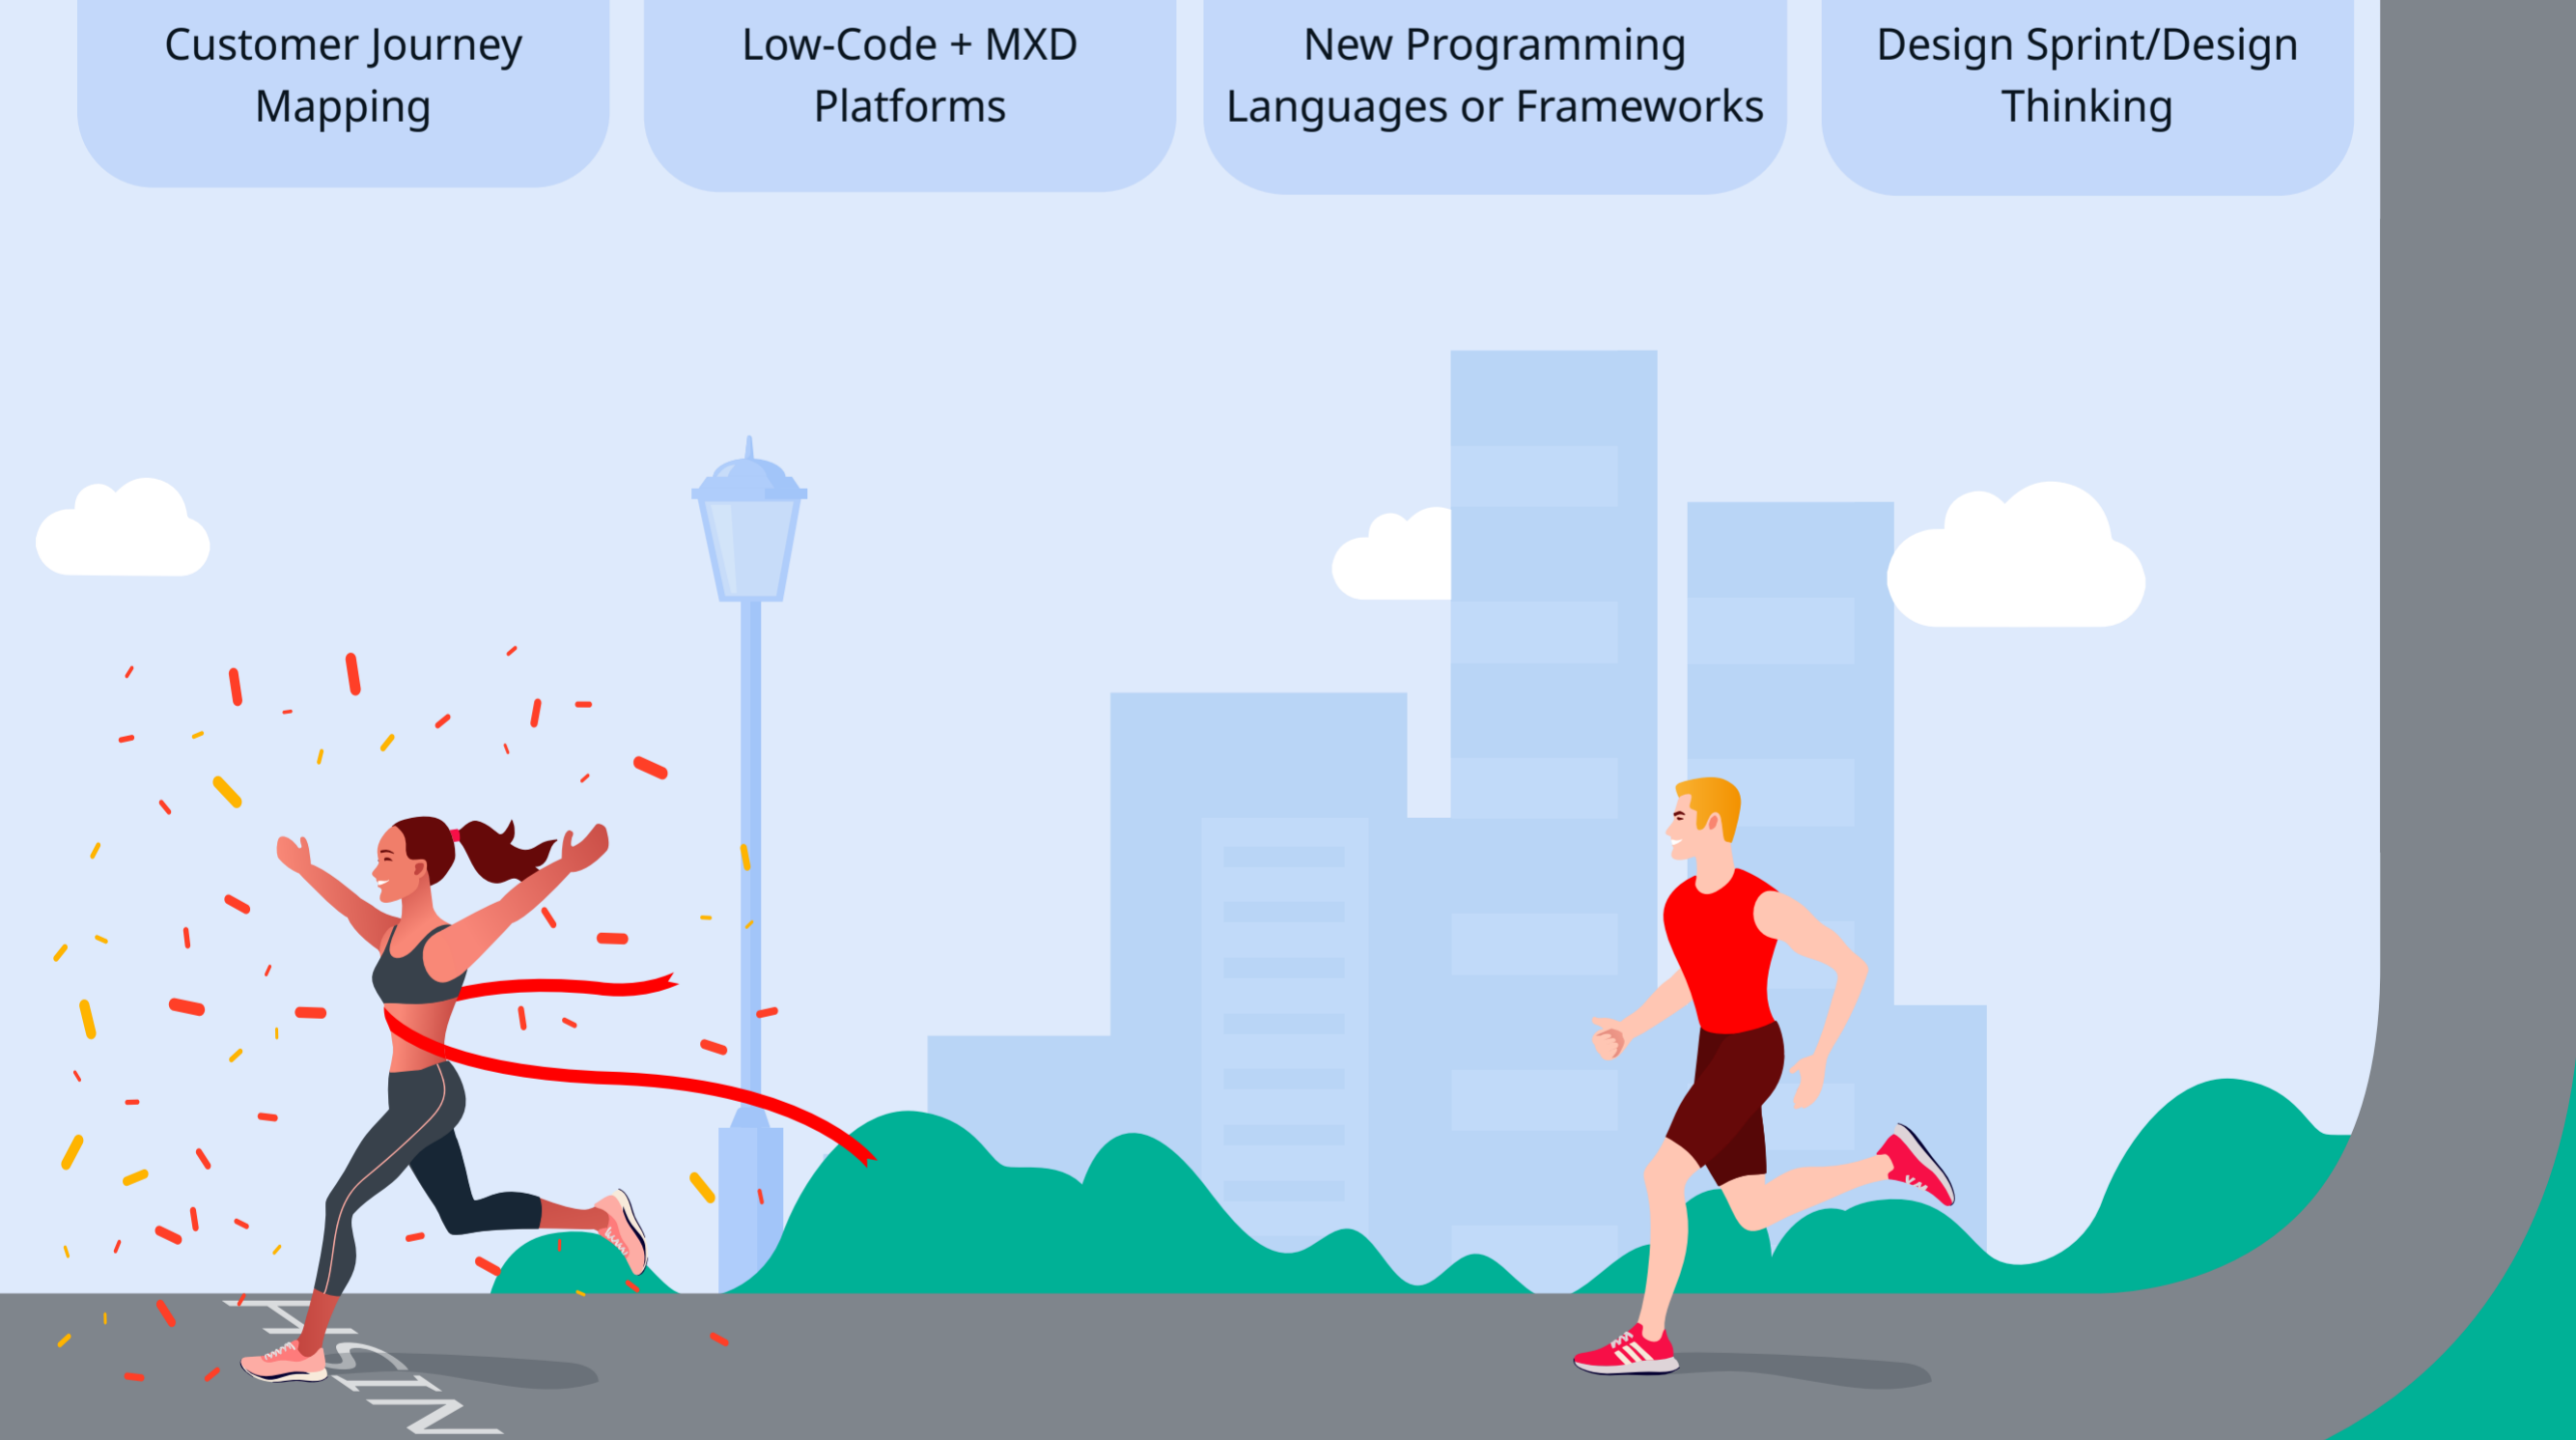 Customer Journey
Mapping
Low-Code + MXD
Platforms
New Programming
Languages or Frameworks
Design Sprint/Design
Thinking